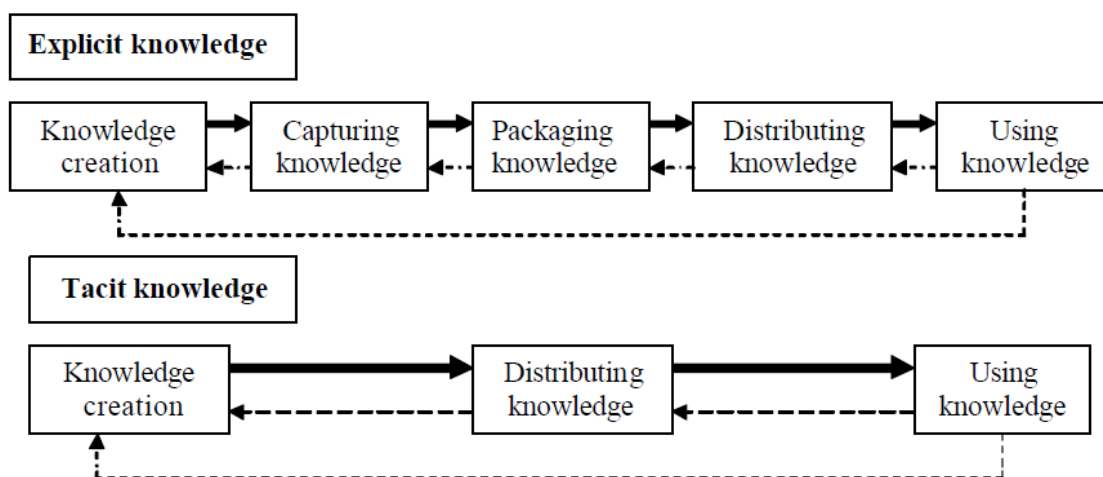 Explicit knowledge
Knowledge creation
Capturing knowledge
Packaging knowledge
Distributing knowledge
Using knowledge
Tacit knowledge
Knowledge creation
Distributing knowledge
Using knowledge